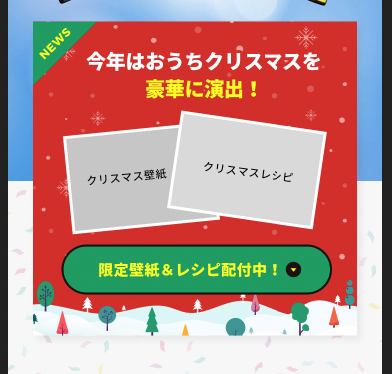 NEWS
今年はおうちクリスマスを
豪華に演出！
クリスマス壁紙
クリスマスレシピ
限定壁紙＆レシピ配付中！